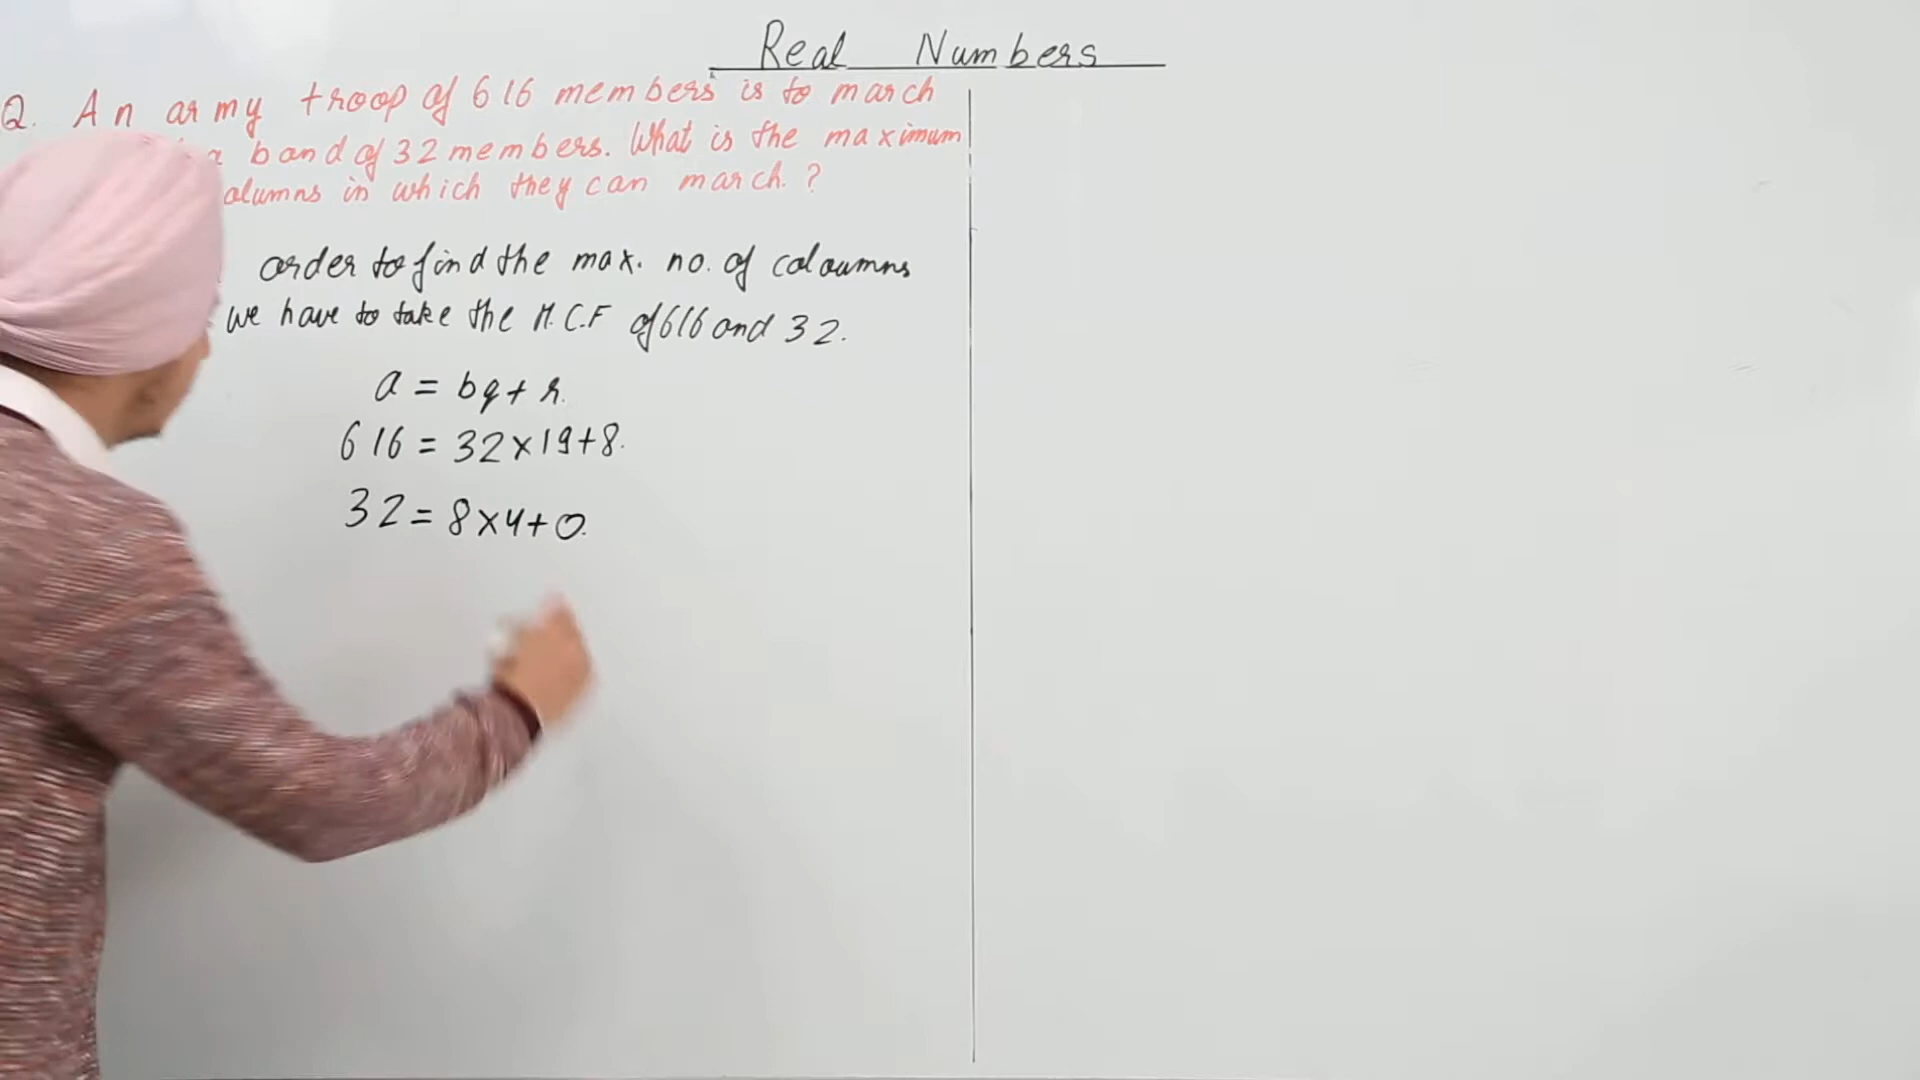 Real Numbers
Q. An army troop of 616 members is to march
a band of 32 members. What is the maximum
olumns in which they can march. ?
order to find the max. no. of coloumns
we have to take the H.C.F of 616 and 32.
a = bq + r.
616 = 32 × 19 + 8.
32 = 8 × 4 + 0.